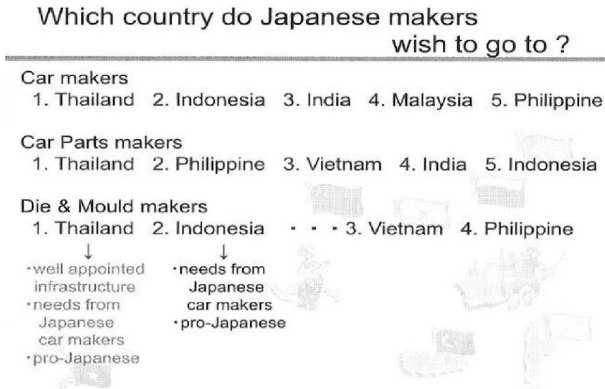 Which country do Japanese makers
wish to go to ?
Car makers
1. Thailand 2. Indonesia 3. India 4. Malaysia 5. Philippine
Car Parts makers
1. Thailand 2. Philippine 3. Vietnam 4. India 5. Indonesia
Die & Mould makers
1. Thailand 2. Indonesia ・・・3. Vietnam 4. Philippine
↓ ↓
・well appointed
infrastructure
・needs from
Japanese
car makers
・pro-Japanese
・needs from
Japanese
car makers
・pro-Japanese